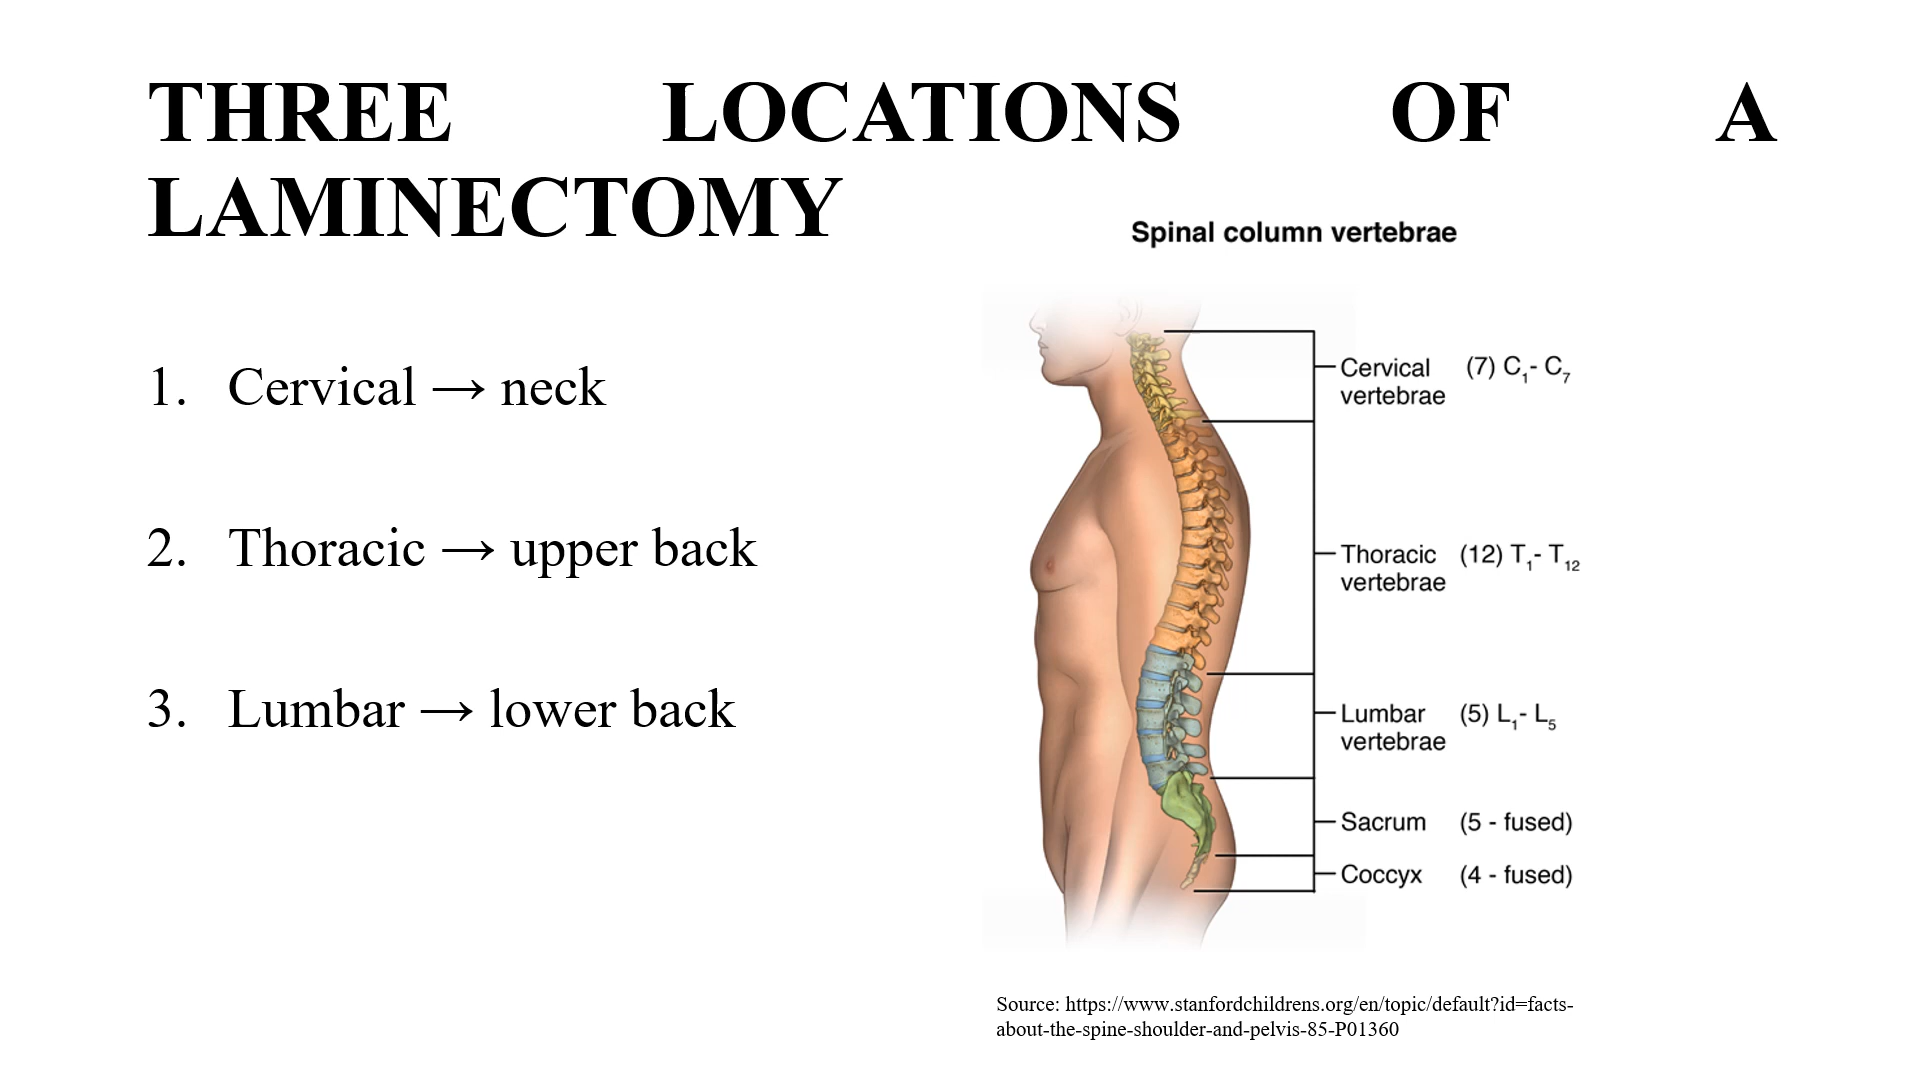 THREE LOCATIONS OF A
LAMINECTOMY
1. Cervical → neck
2. Thoracic → upper back
3. Lumbar → lower back
Spinal column vertebrae
Cervical (7) C₁- C₇
vertebrae
Thoracic (12) T₁- T₁₂
vertebrae
Lumbar (5) L₁- L₅
vertebrae
Sacrum (5 - fused)
Coccyx (4 - fused)
Source: https://www.stanfordchildrens.org/en/topic/default?id=facts-
about-the-spine-shoulder-and-pelvis-85-P01360